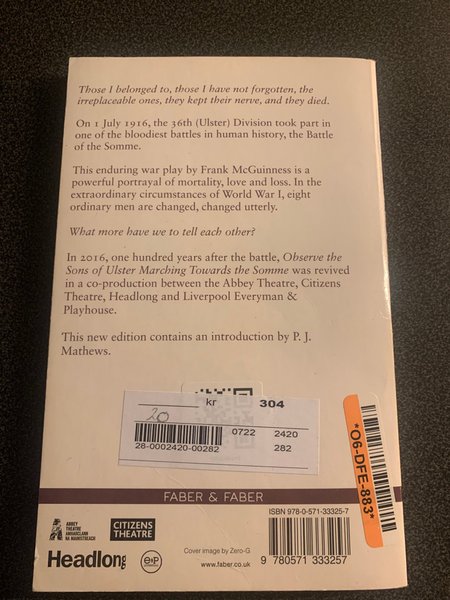 Those I belonged to, those I have not forgotten, the
irreplaceable ones, they kept their nerve, and they died.
On 1 July 1916, the 36th (Ulster) Division took part in
one of the bloodiest battles in human history, the Battle
of the Somme.
This enduring war play by Frank McGuinness is a
powerful portrayal of mortality, love and loss. In the
extraordinary circumstances of World War I, eight
ordinary men are changed, changed utterly.
What more have we to tell each other?
In 2016, one hundred years after the battle, Observe the
Sons of Ulster Marching Towards the Somme was revived
in a co-production between the Abbey Theatre, Citizens
Theatre, Headlong and Liverpool Everyman &
Playhouse.
This new edition contains an introduction by P. J.
Mathews.
kr 304
20
0722 2420
28-0002420-00282 282
*O6-DFE-883*
FABER & FABER
ABBEY
THEATRE
AMHARCLANN
NA MAINISTREACH
CITIZENS
THEATRE
Headlong
E&P
Cover image by Zero-G
www.faber.co.uk
ISBN 978-0-571-33325-7
9 780571 333257